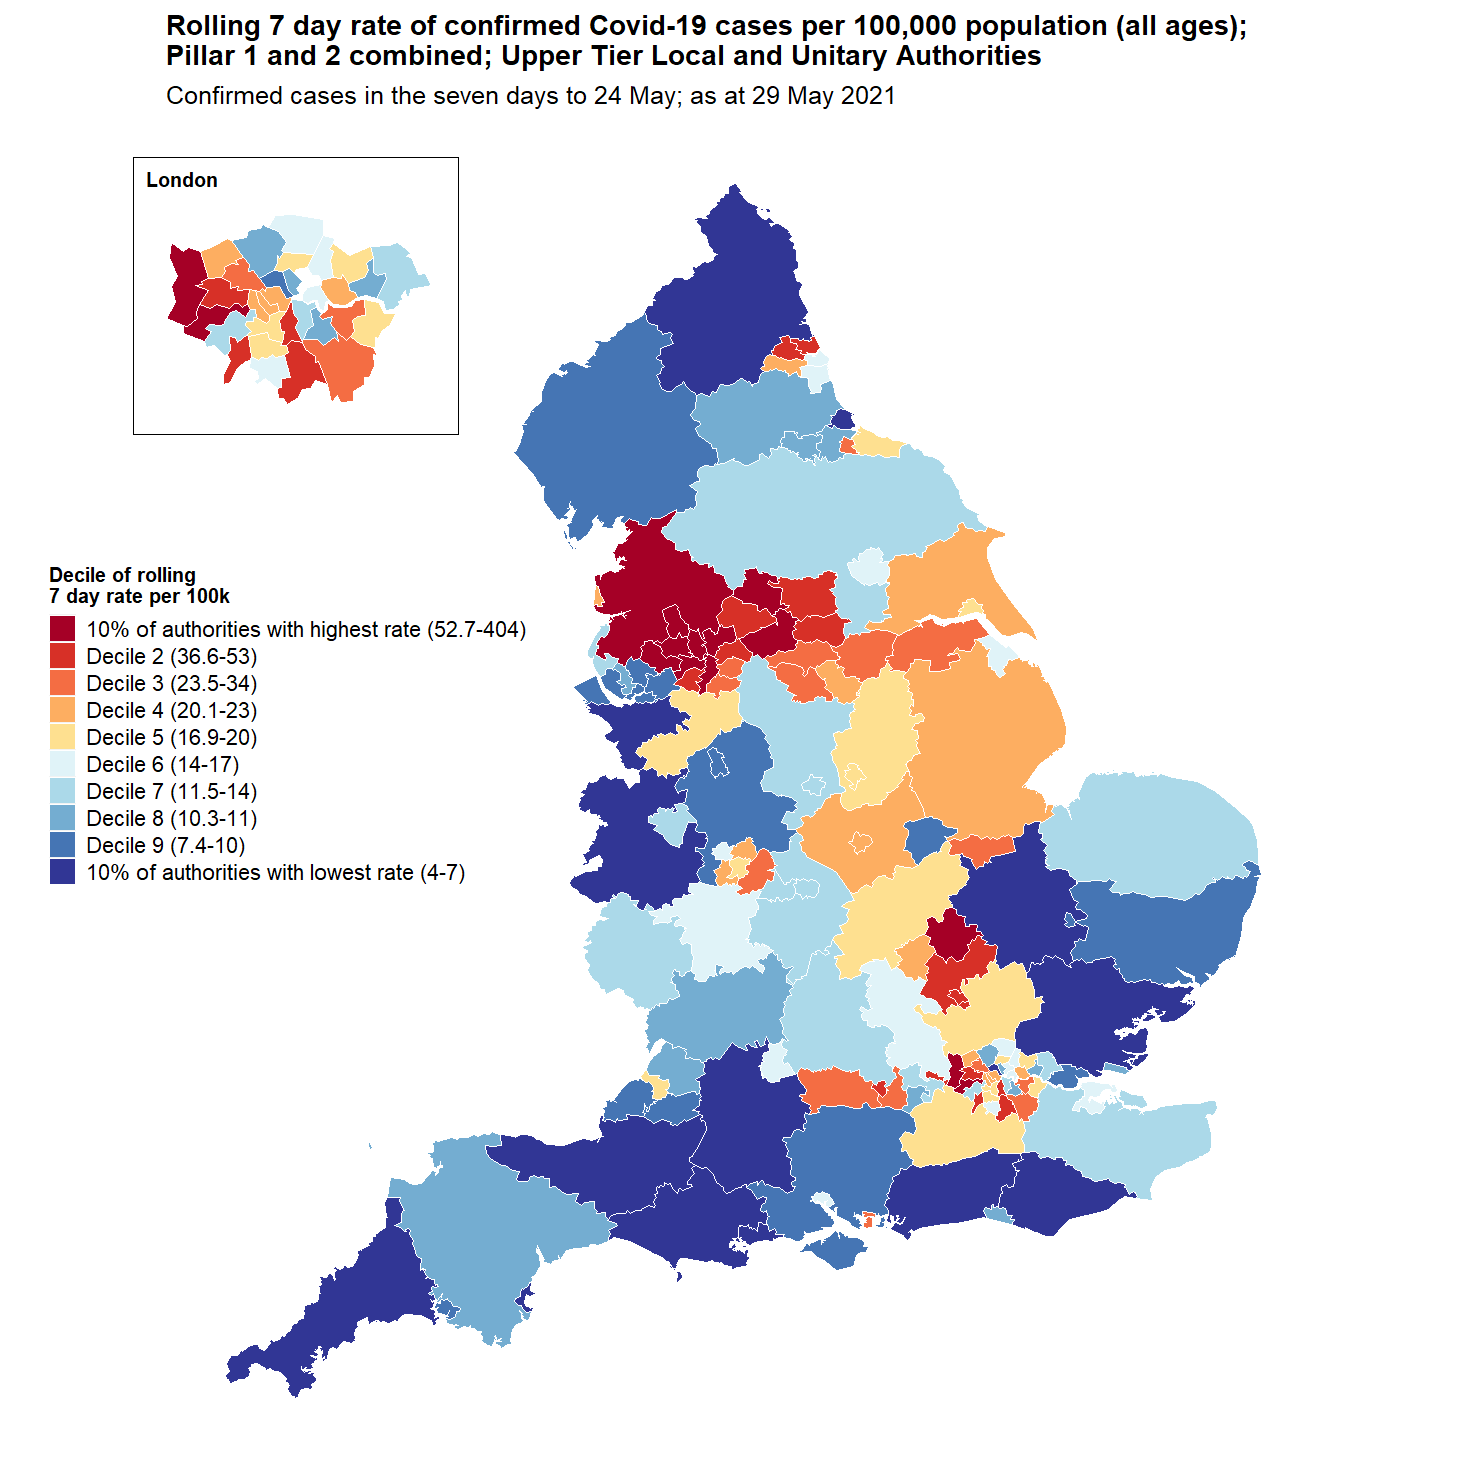 Rolling 7 day rate of confirmed Covid-19 cases per 100,000 population (all ages);
Pillar 1 and 2 combined; Upper Tier Local and Unitary Authorities
Confirmed cases in the seven days to 24 May; as at 29 May 2021
London
Decile of rolling
7 day rate per 100k
10% of authorities with highest rate (52.7-404)
Decile 2 (36.6-53)
Decile 3 (23.5-34)
Decile 4 (20.1-23)
Decile 5 (16.9-20)
Decile 6 (14-17)
Decile 7 (11.5-14)
Decile 8 (10.3-11)
Decile 9 (7.4-10)
10% of authorities with lowest rate (4-7)